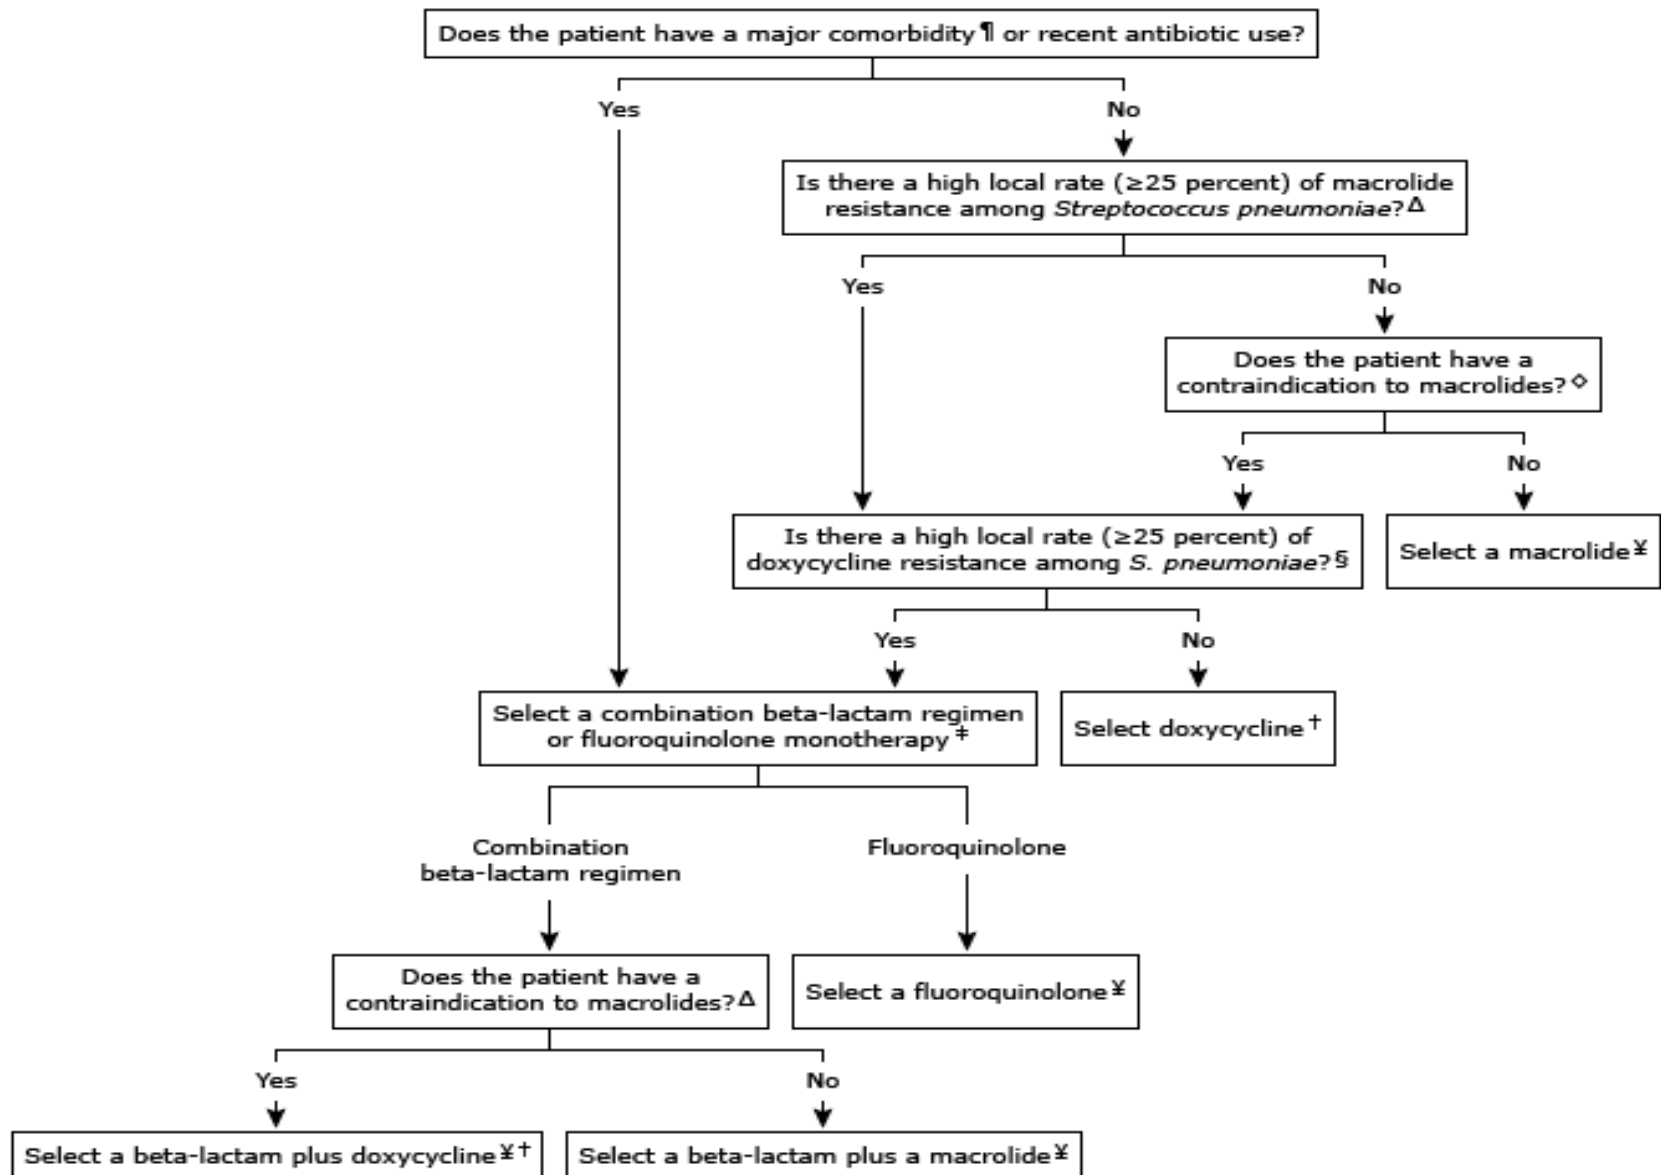 Does the patient have a major comorbidity¶ or recent antibiotic use?
Yes
No
Is there a high local rate (≥25 percent) of macrolide
resistance among Streptococcus pneumoniae?Δ
Yes
No
Does the patient have a
contraindication to macrolides?◇
Yes
No
Is there a high local rate (≥25 percent) of
doxycycline resistance among S. pneumoniae?§
Select a macrolide¥
Yes
No
Select a combination beta-lactam regimen
or fluoroquinolone monotherapy‡
Select doxycycline†
Combination
beta-lactam regimen
Fluoroquinolone
Does the patient have a
contraindication to macrolides?Δ
Select a fluoroquinolone¥
Yes
No
Select a beta-lactam plus doxycycline¥†
Select a beta-lactam plus a macrolide¥